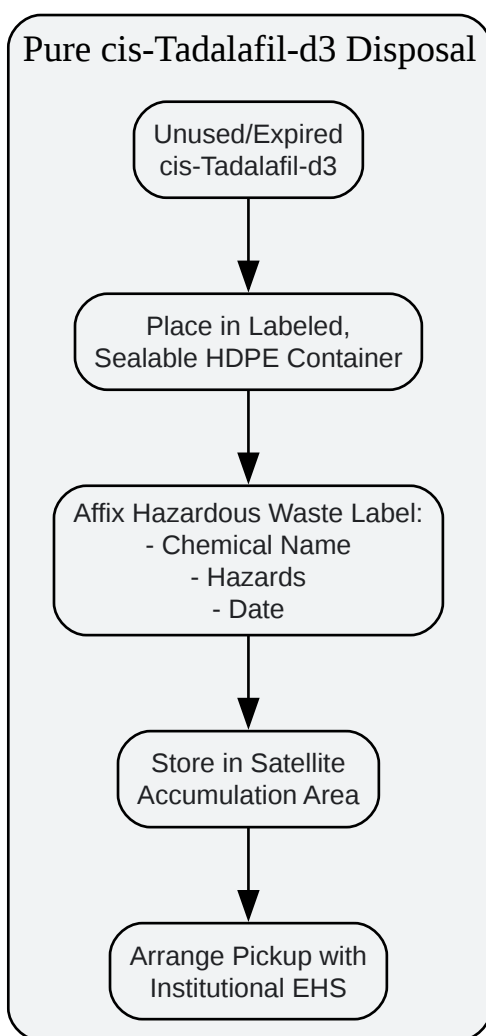 Pure cis-Tadalafil-d3 Disposal
Unused/Expired
cis-Tadalafil-d3
Place in Labeled,
Sealable HDPE Container
Affix Hazardous Waste Label:
- Chemical Name
- Hazards
- Date
Store in Satellite
Accumulation Area
Arrange Pickup with
Institutional EHS